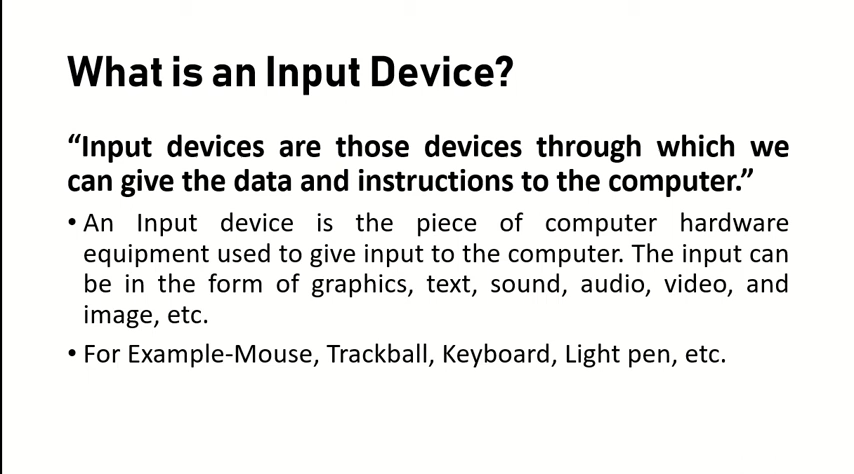 What is an Input Device?
“Input devices are those devices through which we
can give the data and instructions to the computer.”
• An Input device is the piece of computer hardware
equipment used to give input to the computer. The input can
be in the form of graphics, text, sound, audio, video, and
image, etc.
• For Example-Mouse, Trackball, Keyboard, Light pen, etc.